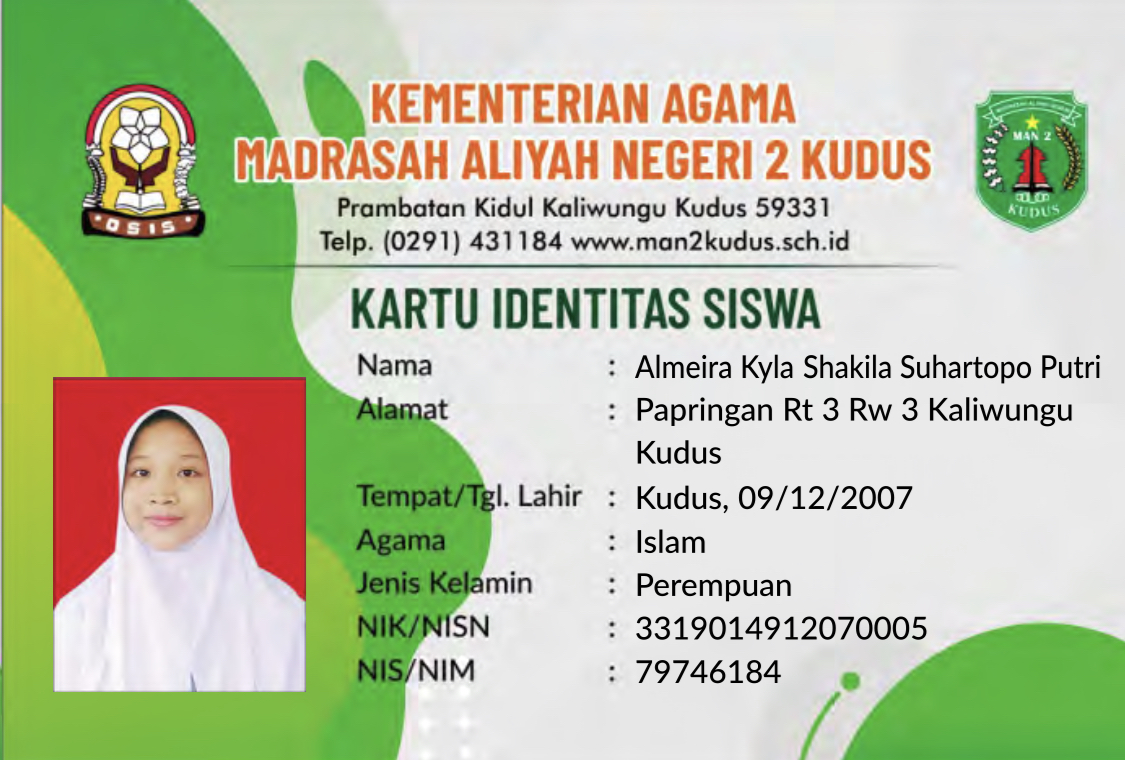 KEMENTERIAN AGAMA
MADRASAH ALIYAH NEGERI 2 KUDUS
Prambatan Kidul Kaliwungu Kudus 59331
Telp. (0291) 431184 www.man2kudus.sch.id
OSIS
MAN 2
KUDUS
KARTU IDENTITAS SISWA
Nama : Almeira Kyla Shakila Suhartopo Putri
Alamat : Papringan Rt 3 Rw 3 Kaliwungu
Kudus
Tempat/Tgl. Lahir : Kudus, 09/12/2007
Agama : Islam
Jenis Kelamin : Perempuan
NIK/NISN : 3319014912070005
NIS/NIM : 79746184